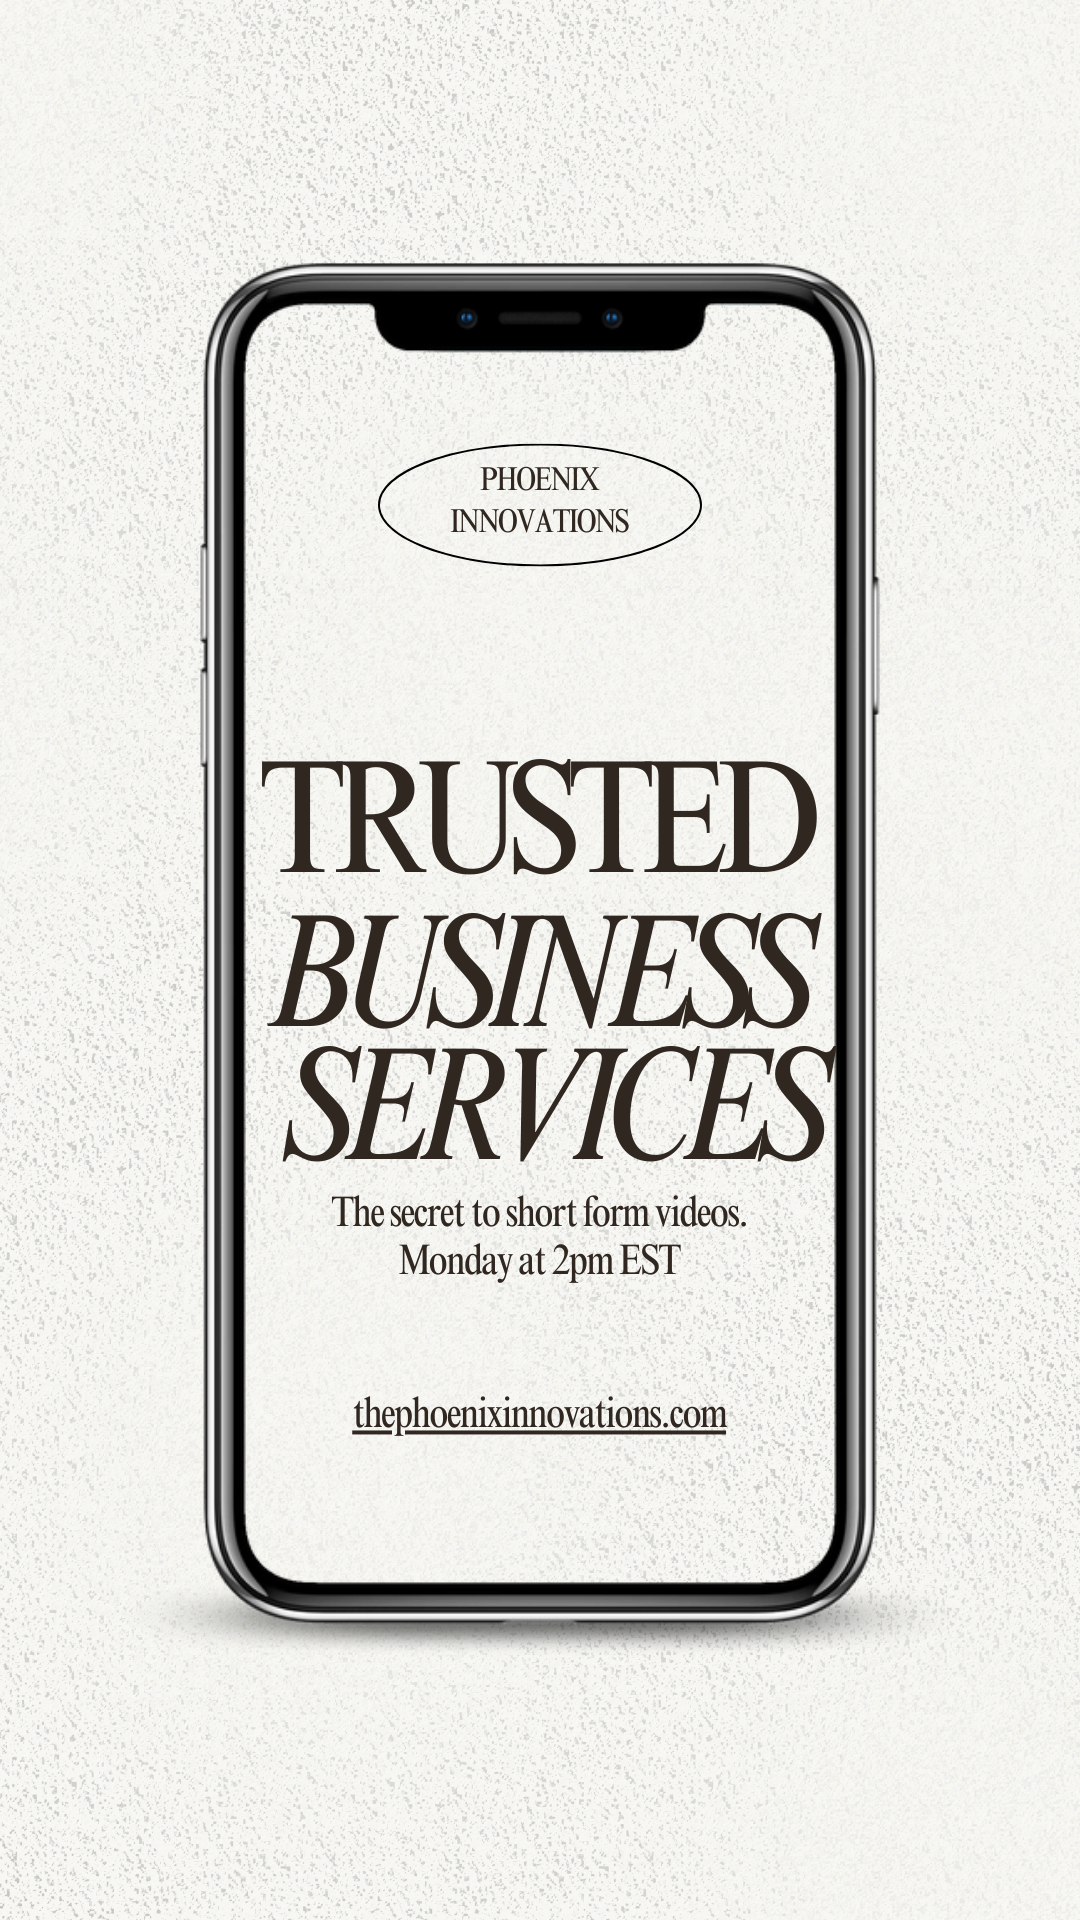 PHOENIX
INNOVATIONS
TRUSTED
BUSINESS
SERVICES
The secret to short form videos.
Monday at 2pm EST
thephoenixinnovations.com